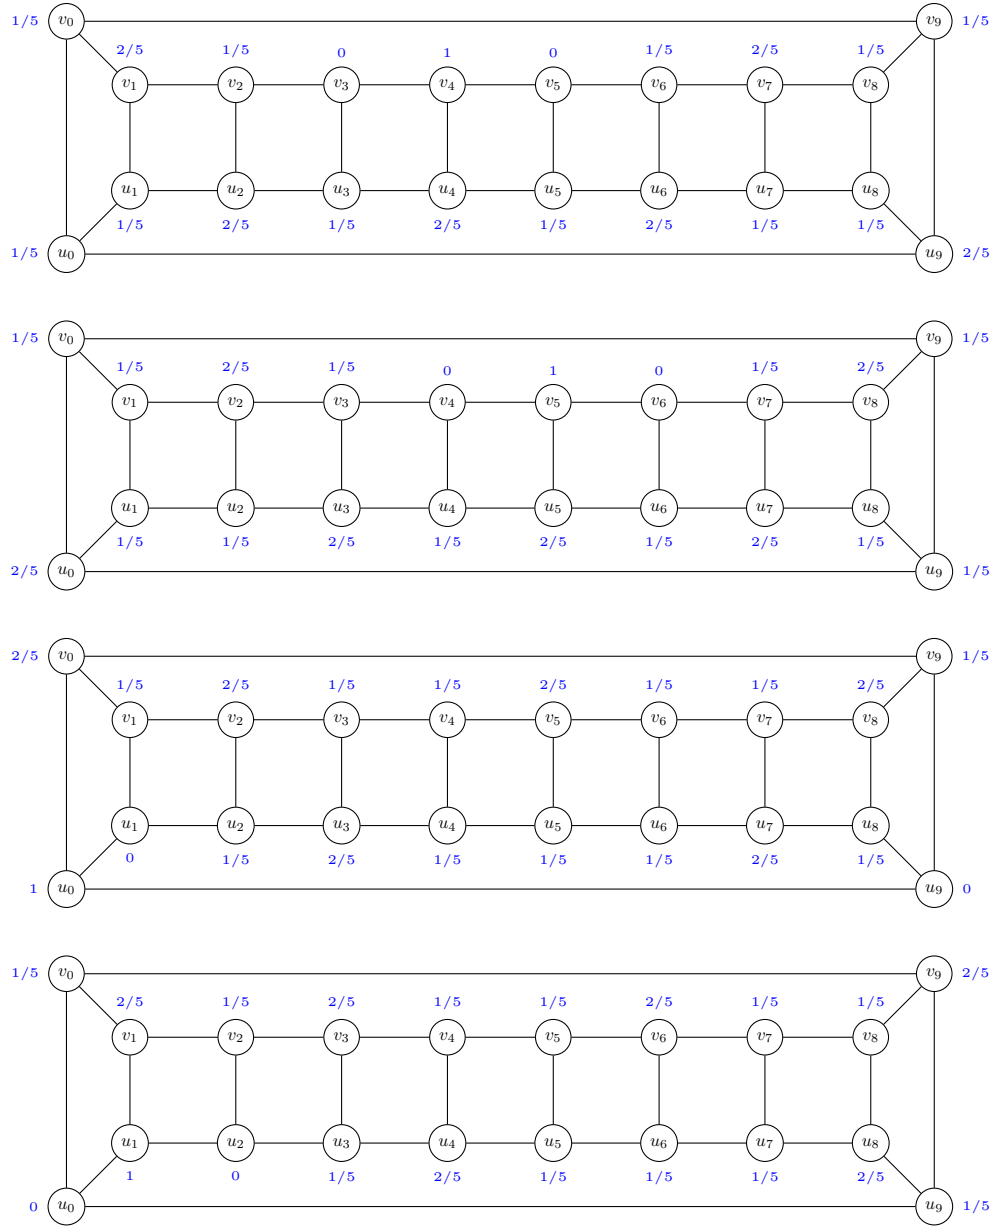 1/5 v₀ v₉ 1/5
2/5 1/5 0 1 0 1/5 2/5 1/5
v₁ v₂ v₃ v₄ v₅ v₆ v₇ v₈
u₁ u₂ u₃ u₄ u₅ u₆ u₇ u₈
1/5 2/5 1/5 2/5 1/5 2/5 1/5 1/5
1/5 u₀ u₉ 2/5
1/5 v₀ v₉ 1/5
1/5 2/5 1/5 0 1 0 1/5 2/5
v₁ v₂ v₃ v₄ v₅ v₆ v₇ v₈
u₁ u₂ u₃ u₄ u₅ u₆ u₇ u₈
1/5 1/5 2/5 1/5 2/5 1/5 2/5 1/5
2/5 u₀ u₉ 1/5
2/5 v₀ v₉ 1/5
1/5 2/5 1/5 1/5 2/5 1/5 1/5 2/5
v₁ v₂ v₃ v₄ v₅ v₆ v₇ v₈
u₁ u₂ u₃ u₄ u₅ u₆ u₇ u₈
0 1/5 2/5 1/5 1/5 1/5 2/5 1/5
1 u₀ u₉ 0
1/5 v₀ v₉ 2/5
2/5 1/5 2/5 1/5 1/5 2/5 1/5 1/5
v₁ v₂ v₃ v₄ v₅ v₆ v₇ v₈
u₁ u₂ u₃ u₄ u₅ u₆ u₇ u₈
1 0 1/5 2/5 1/5 1/5 1/5 2/5
0 u₀ u₉ 1/5